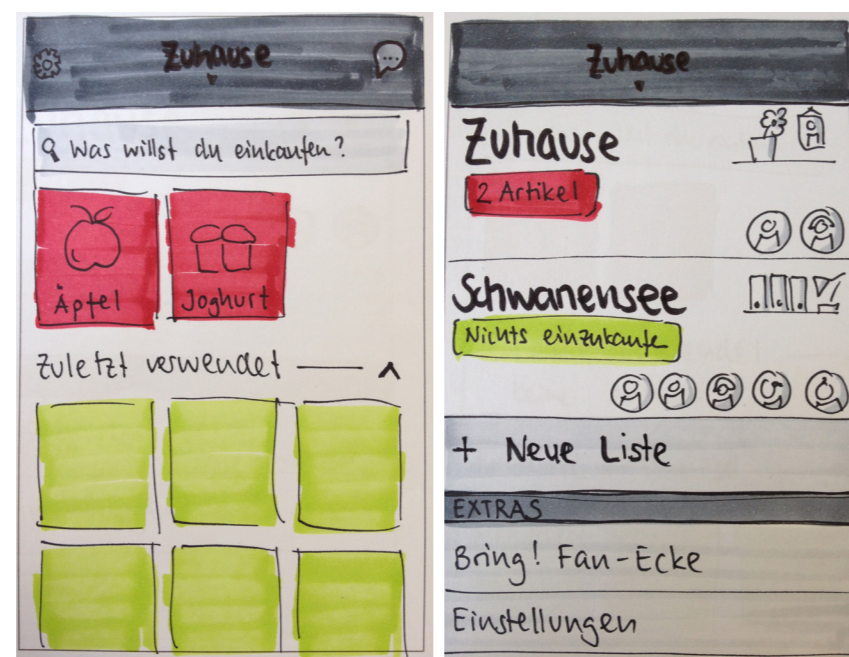 Zuhause
Was willst du einkaufen?
Äpfel
Joghurt
Zuletzt verwendet
Zuhause
Zuhause
2 Artikel
Schwanensee
Nichts einzukaufe
+ Neue Liste
EXTRAS
Bring! Fan-Ecke
Einstellungen